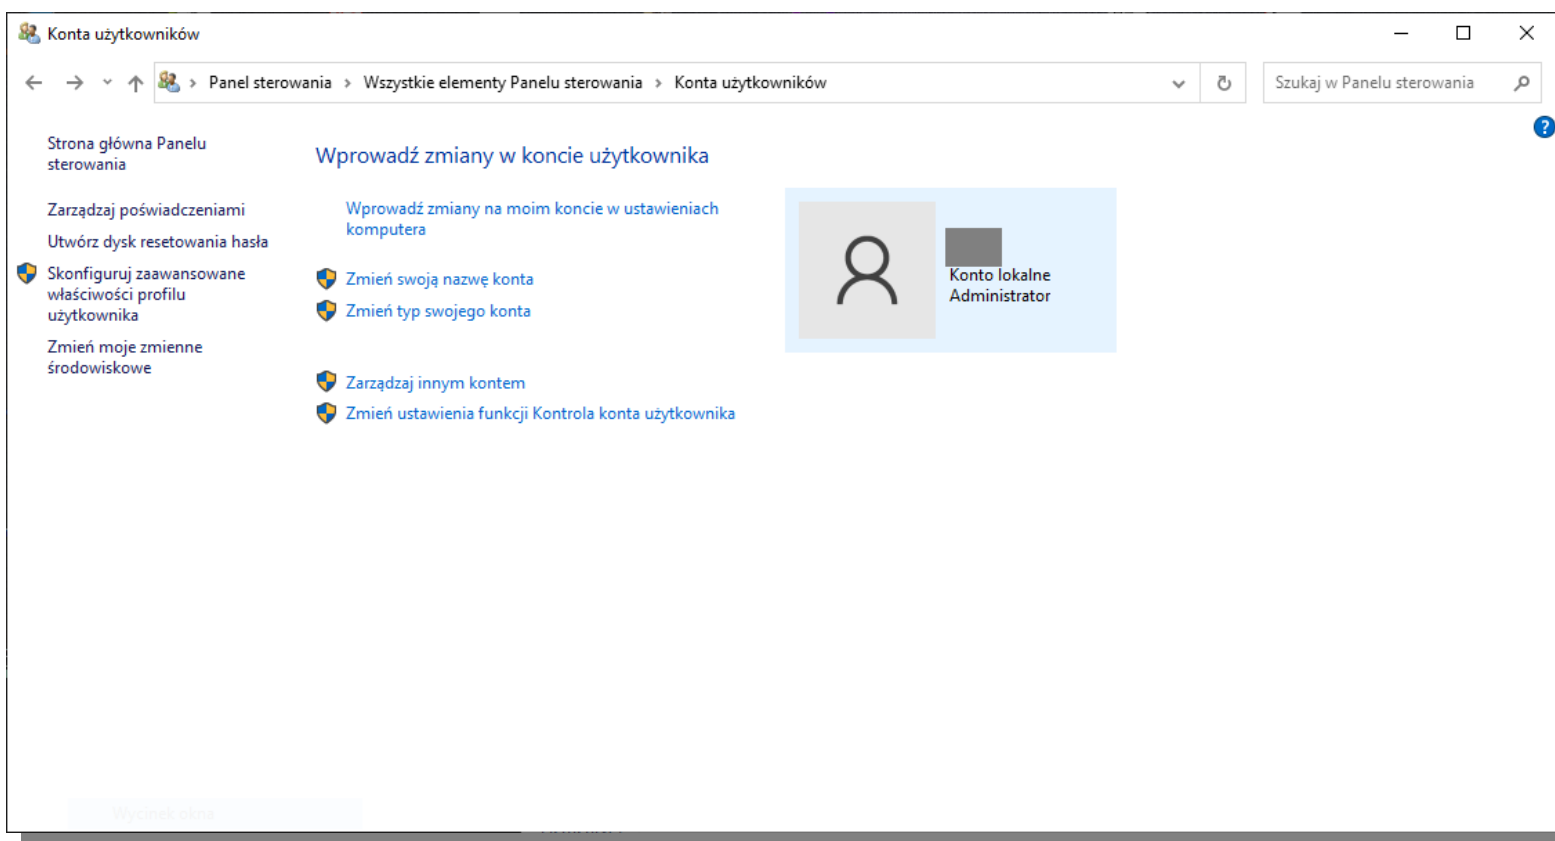 Konta użytkowników
Panel sterowania > Wszystkie elementy Panelu sterowania > Konta użytkowników
Szukaj w Panelu sterowania
Strona główna Panelu
sterowania
Zarządzaj poświadczeniami
Utwórz dysk resetowania hasła
Skonfiguruj zaawansowane
właściwości profilu
użytkownika
Zmień moje zmienne
środowiskowe
Wprowadź zmiany w koncie użytkownika
Wprowadź zmiany na moim koncie w ustawieniach
komputera
Zmień swoją nazwę konta
Zmień typ swojego konta
Zarządzaj innym kontem
Zmień ustawienia funkcji Kontrola konta użytkownika
Konto lokalne
Administrator
?
Wycinek okna